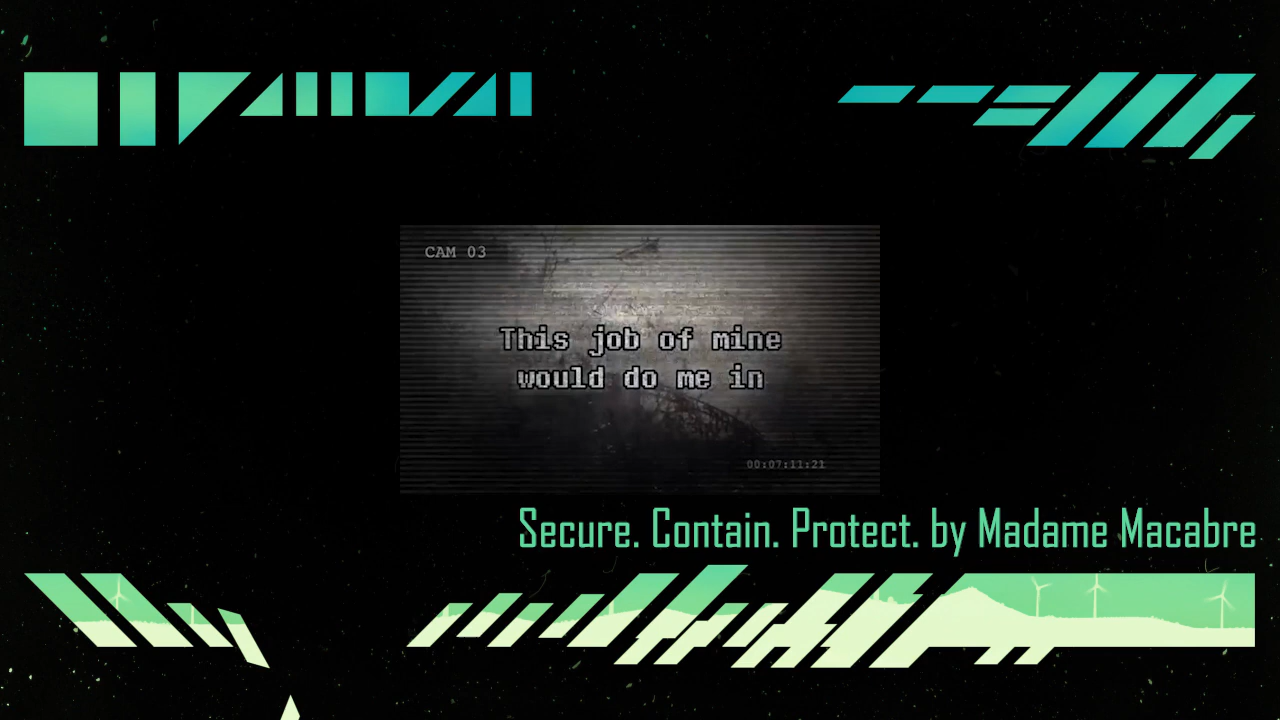 CAM 03
This job of mine
would do me in
00:07:11:21
Secure. Contain. Protect. by Madame Macabre